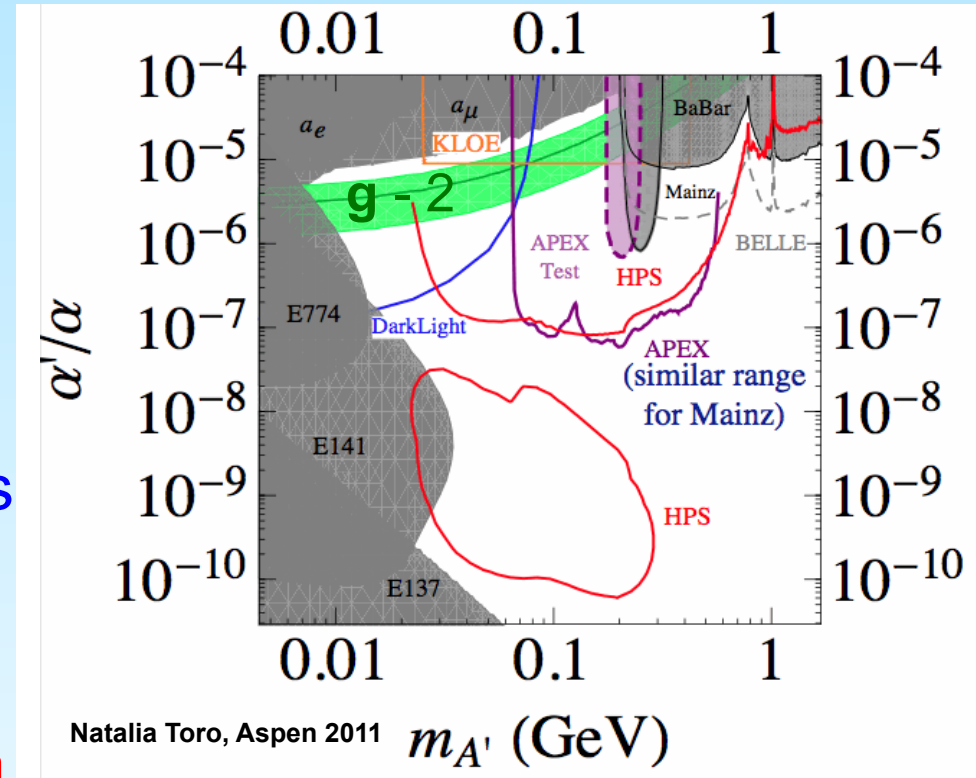 0.01 0.1 1
10⁻⁴ 10⁻⁴
a_e a_μ BaBar
KLOE
10⁻⁵ 10⁻⁵
g - 2 Mainz
10⁻⁶ APEX BELLE 10⁻⁶
Test HPS
α'/α
E774 DarkLight
10⁻⁷ 10⁻⁷
APEX
(similar range
for Mainz)
10⁻⁸ 10⁻⁸
E141
s
10⁻⁹ 10⁻⁹
HPS
10⁻¹⁰ 10⁻¹⁰
E137
0.01 0.1 1
Natalia Toro, Aspen 2011 m_A' (GeV)